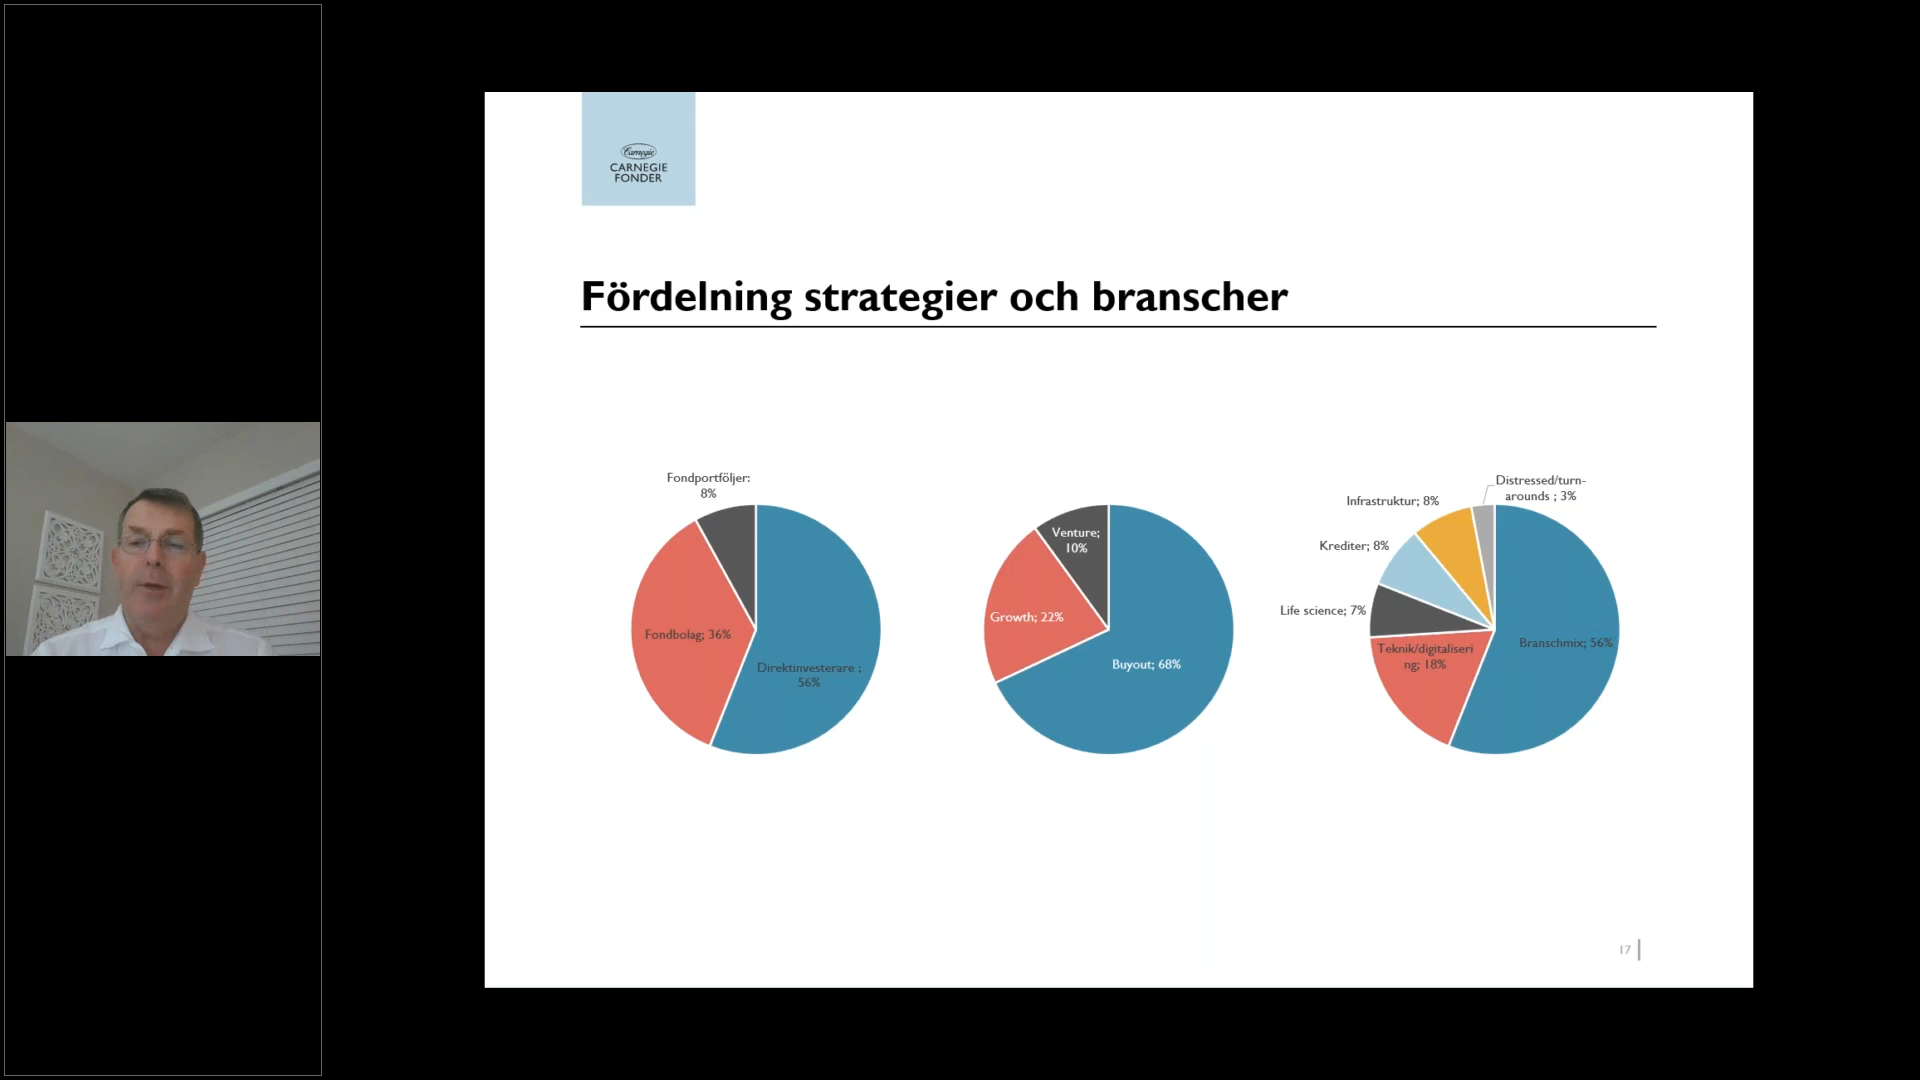 Carnegie
CARNEGIE
FONDER
Fördelning strategier och branscher
Fondportföljer:
8%
Fondbolag; 36%
Direktinvesterare ;
56%
Venture;
10%
Growth; 22%
Buyout; 68%
Distressed/turn-
arounds ; 3%
Infrastruktur; 8%
Krediter; 8%
Life science; 7%
Teknik/digitaliseri
ng; 18%
Branschmix; 56%
17